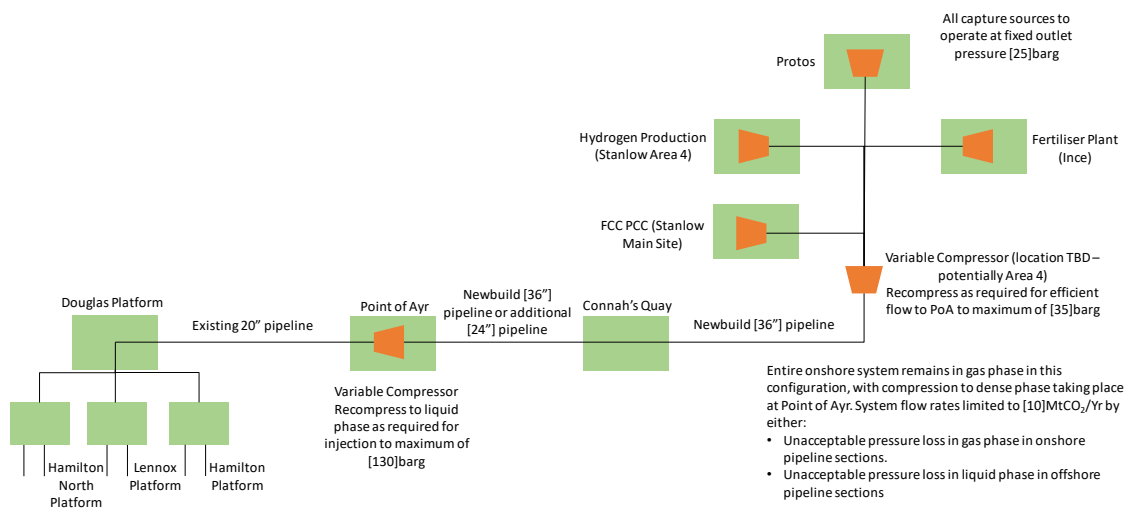 All capture sources to
operate at fixed outlet
pressure [25]barg
Protos
Hydrogen Production
(Stanlow Area 4)
Fertiliser Plant
(Ince)
FCC PCC (Stanlow
Main Site)
Variable Compressor (location TBD –
potentially Area 4)
Recompress as required for efficient
flow to PoA to maximum of [35]barg
Douglas Platform
Existing 20” pipeline
Point of Ayr
Newbuild [36”]
pipeline or additional
[24”] pipeline
Connah’s Quay
Newbuild [36”] pipeline
Variable Compressor
Recompress to liquid
phase as required for
injection to maximum of
[130]barg
Hamilton
North
Platform
Lennox
Platform
Hamilton
Platform
Entire onshore system remains in gas phase in this
configuration, with compression to dense phase taking place
at Point of Ayr. System flow rates limited to [10]MtCO₂/Yr by
either:
• Unacceptable pressure loss in gas phase in onshore
pipeline sections.
• Unacceptable pressure loss in liquid phase in offshore
pipeline sections